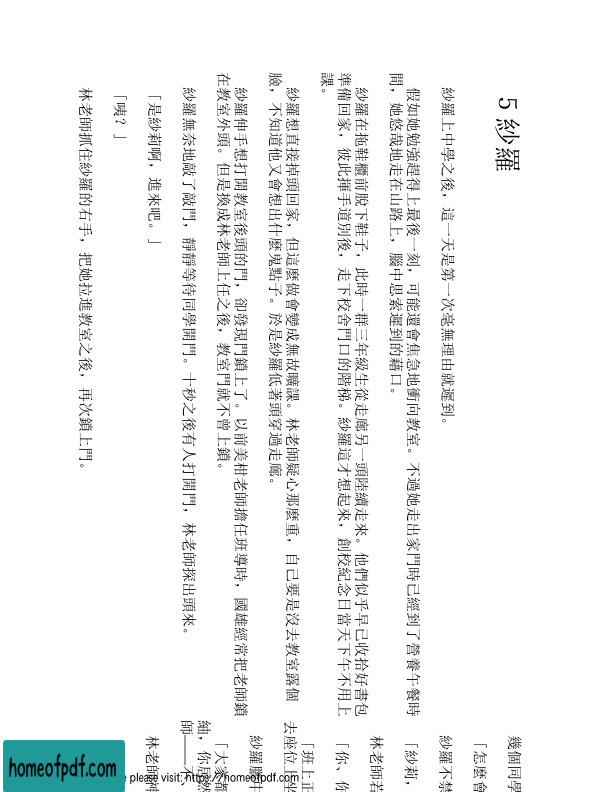 5 紗羅
紗羅上中學之後，這一天是第一次毫無理由就遲到。
假如她勉強趕得上最後一刻，可能還會焦急地衝向教室。不過她走出家門時已經到了營養午餐時
間，她悠哉地走在山路上，腦中思索遲到的藉口。
紗羅在拖鞋櫃前脫下鞋子，此時一群三年級生從走廊另一頭陸續走來。他們似乎早已收拾好書包
準備回家，彼此揮手道別後，走下校舍門口的階梯。紗羅這才想起來，創校紀念日當天下午不用上
課。
紗羅想直接掉頭回家，但這麼做會變成無故曠課。林老師疑心那麼重，自己要是沒去教室露個
臉，不知道他又會想出什麼鬼點子。於是紗羅低著頭穿過走廊。
紗羅伸手想打開教室後頭的門，卻發現門鎖上了。以前美柑老師擔任班導時，國雄經常把老師鎖
在教室外頭。但是換成林老師上任之後，教室門就不曾上鎖。
紗羅無奈地敲了敲門，靜靜等待同學開門。十秒之後有人打開門，林老師探出頭來。
「是紗莉啊，進來吧。」
「咦？」
林老師抓住紗羅的右手，把她拉進教室之後，再次鎖上門。
幾個同學
「怎麼會
紗羅不禁
「紗莉，
林老師若
「你、你
「班上正
去座位上坐
紗羅
「大家都
紬，你居然
師——不
林老師
homeofpdf.com
please visit: https://homeofpdf.com